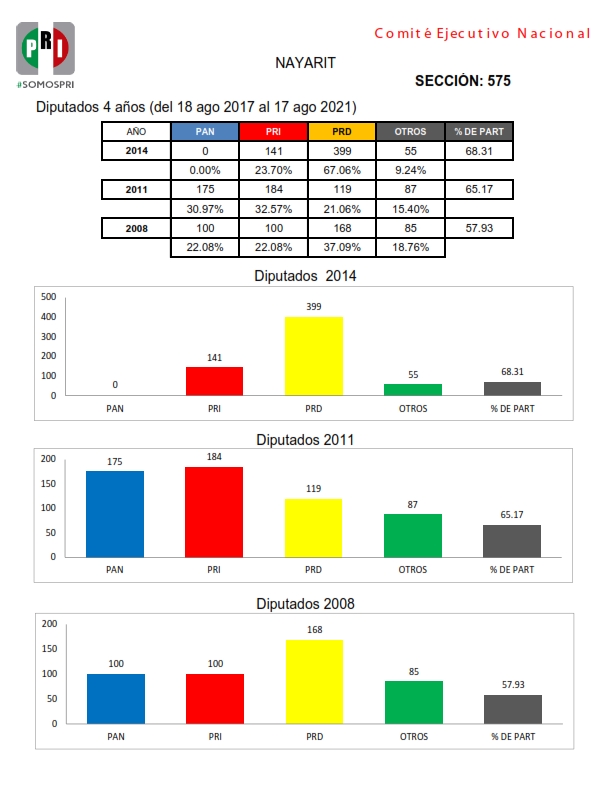 PRI
#SOMOSPRI
Comité Ejecutivo Nacional
NAYARIT
SECCIÓN: 575
Diputados 4 años (del 18 ago 2017 al 17 ago 2021)
AÑO PAN PRI PRD OTROS % DE PART
2014 0 141 399 55 68.31
0.00% 23.70% 67.06% 9.24%
2011 175 184 119 87 65.17
30.97% 32.57% 21.06% 15.40%
2008 100 100 168 85 57.93
22.08% 22.08% 37.09% 18.76%
Diputados 2014
500
400
300
200
100
0
0 141 399 55 68.31
PAN PRI PRD OTROS % DE PART
Diputados 2011
200
150
100
50
0
175 184 119 87 65.17
PAN PRI PRD OTROS % DE PART
Diputados 2008
200
150
100
50
0
100 100 168 85 57.93
PAN PRI PRD OTROS % DE PART